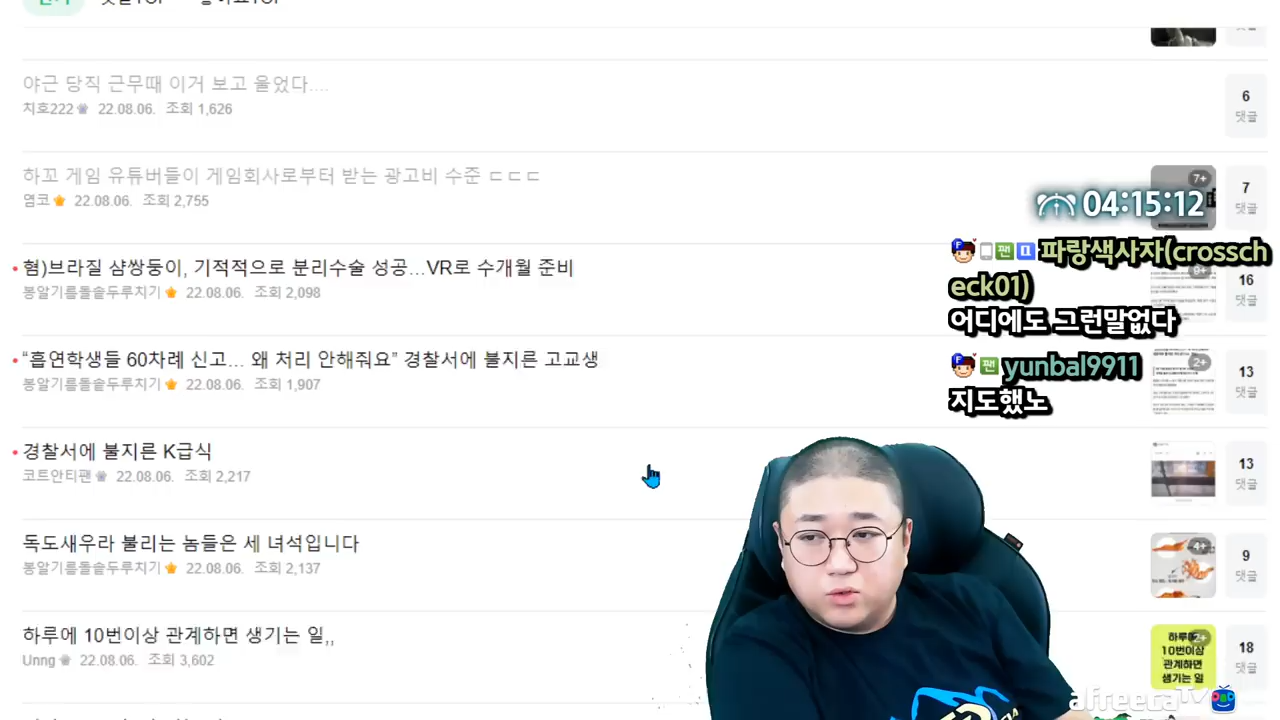 야근 당직 근무때 이거 보고 울었다....
치호222 22.08.06. 조회 1,626
6
댓글
하꼬 게임 유튜버들이 게임회사로부터 받는 광고비 수준 ㄷㄷㄷ
염코 22.08.06. 조회 2,755
7+
7
댓글
04:15:12
혐)브라질 샴쌍둥이, 기적적으로 분리수술 성공...VR로 수개월 준비
봉알기름돌솥두루치기 22.08.06. 조회 2,098
16
댓글
파랑색사자(crossch
eck01)
어디에도 그런말없다
“흡연학생들 60차례 신고... 왜 처리 안해줘요” 경찰서에 불지른 고교생
봉알기름돌솥두루치기 22.08.06. 조회 1,907
2+
13
댓글
yunbal9911
지도했노
경찰서에 불지른 K급식
코트안티팬 22.08.06. 조회 2,217
13
댓글
독도새우라 불리는 놈들은 세 녀석입니다
봉알기름돌솥두루치기 22.08.06. 조회 2,137
4+
9
댓글
하루에 10번이상 관계하면 생기는 일,,
Unng 22.08.06. 조회 3,602
2+
하루에
10번이상
관계하면
생기는 일
18
댓글
afreecaTV